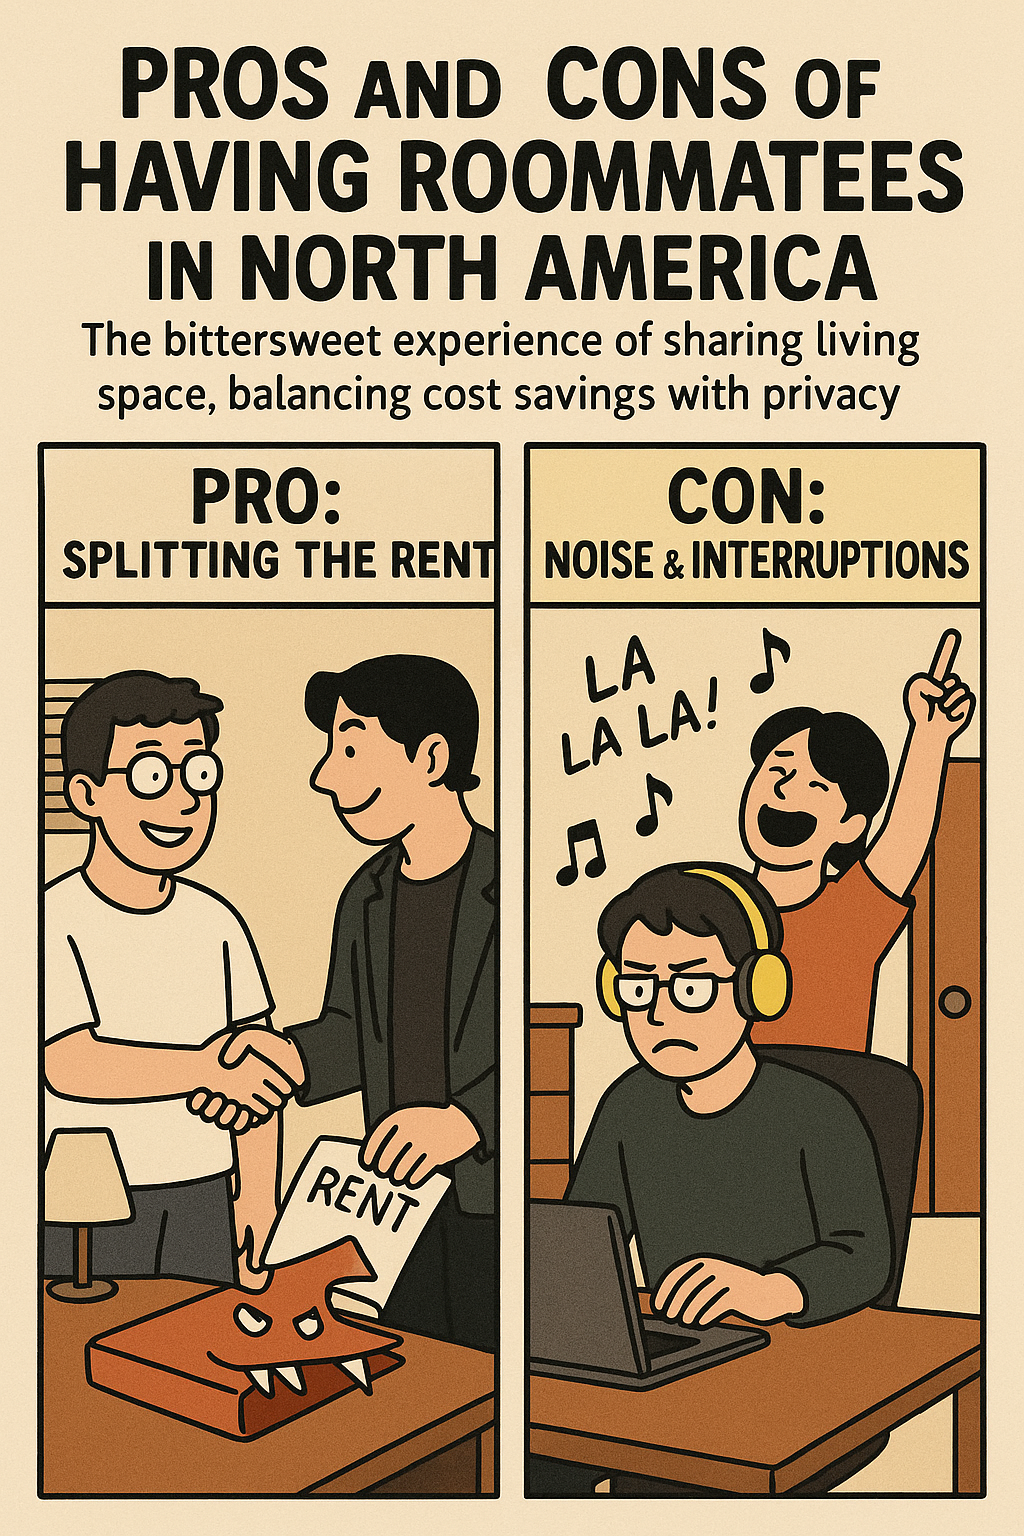 PROS AND CONS OF
HAVING ROOMMATEES
IN NORTH AMERICA
The bittersweet experience of sharing living
space, balancing cost savings with privacy
PRO:
SPLITTING THE RENT
CON:
NOISE & INTERRUPTIONS
LA
LA LA!
RENT